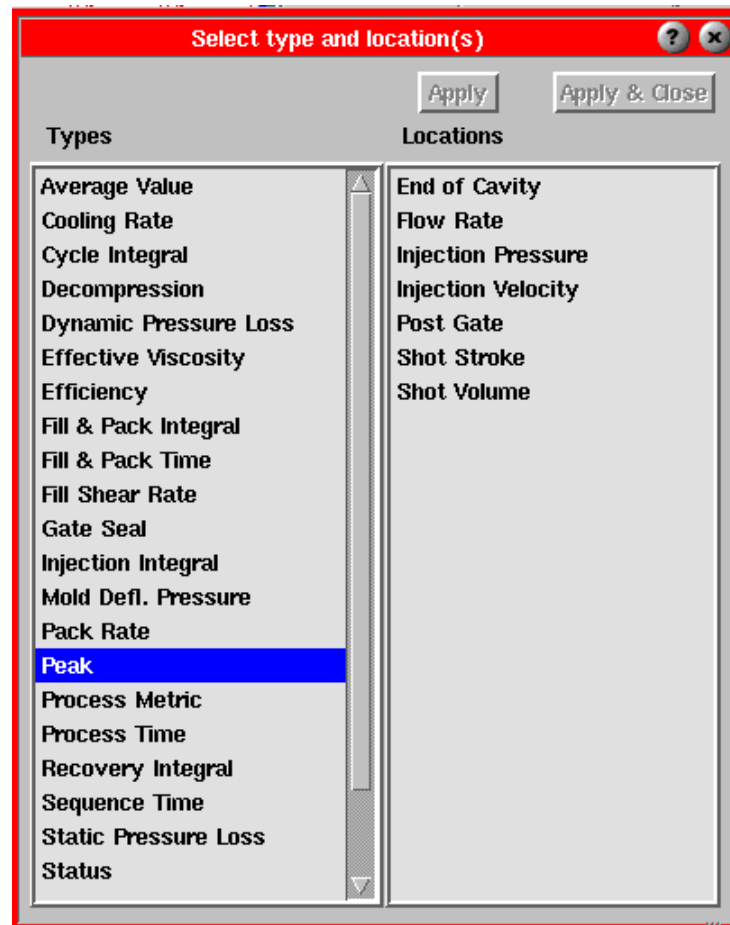 Select type and location(s)
?
Apply
Apply & Close
Types
Locations
Average Value
Cooling Rate
Cycle Integral
Decompression
Dynamic Pressure Loss
Effective Viscosity
Efficiency
Fill & Pack Integral
Fill & Pack Time
Fill Shear Rate
Gate Seal
Injection Integral
Mold Defl. Pressure
Pack Rate
Peak
Process Metric
Process Time
Recovery Integral
Sequence Time
Static Pressure Loss
Status
End of Cavity
Flow Rate
Injection Pressure
Injection Velocity
Post Gate
Shot Stroke
Shot Volume